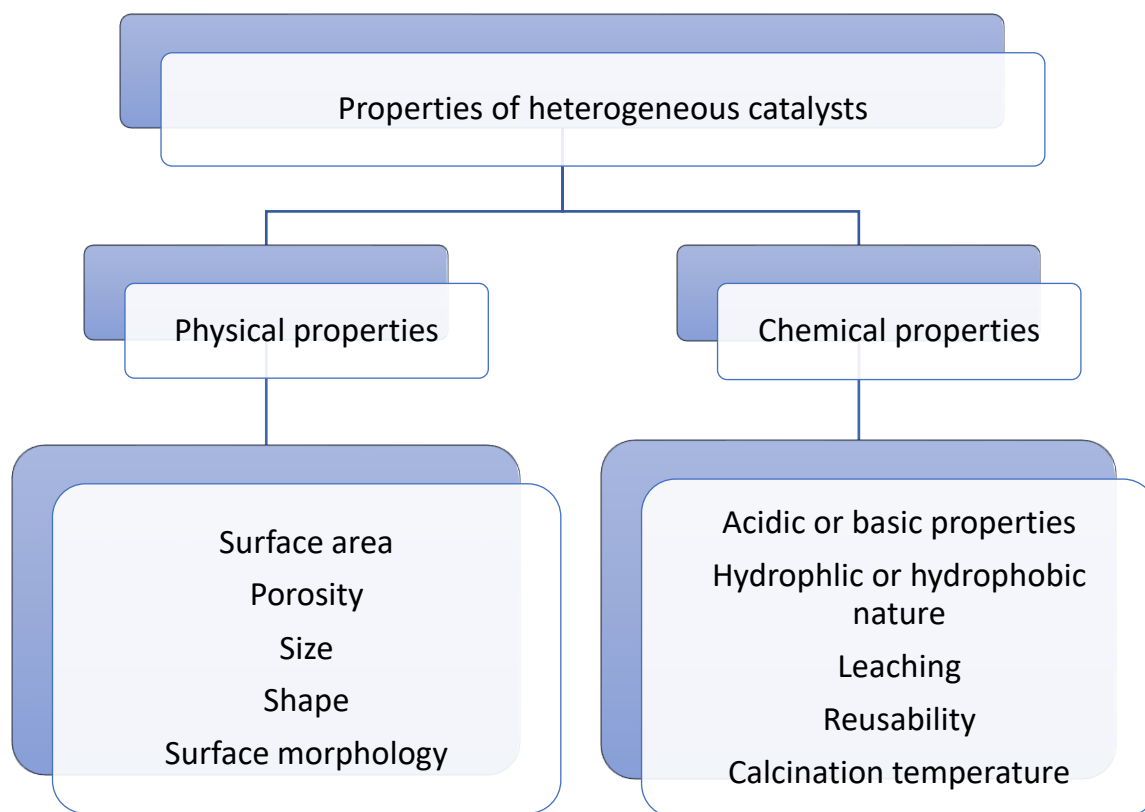 Properties of heterogeneous catalysts
Physical properties
Chemical properties
Surface area
Porosity
Size
Shape
Surface morphology
Acidic or basic properties
Hydrophlic or hydrophobic
nature
Leaching
Reusability
Calcination temperature